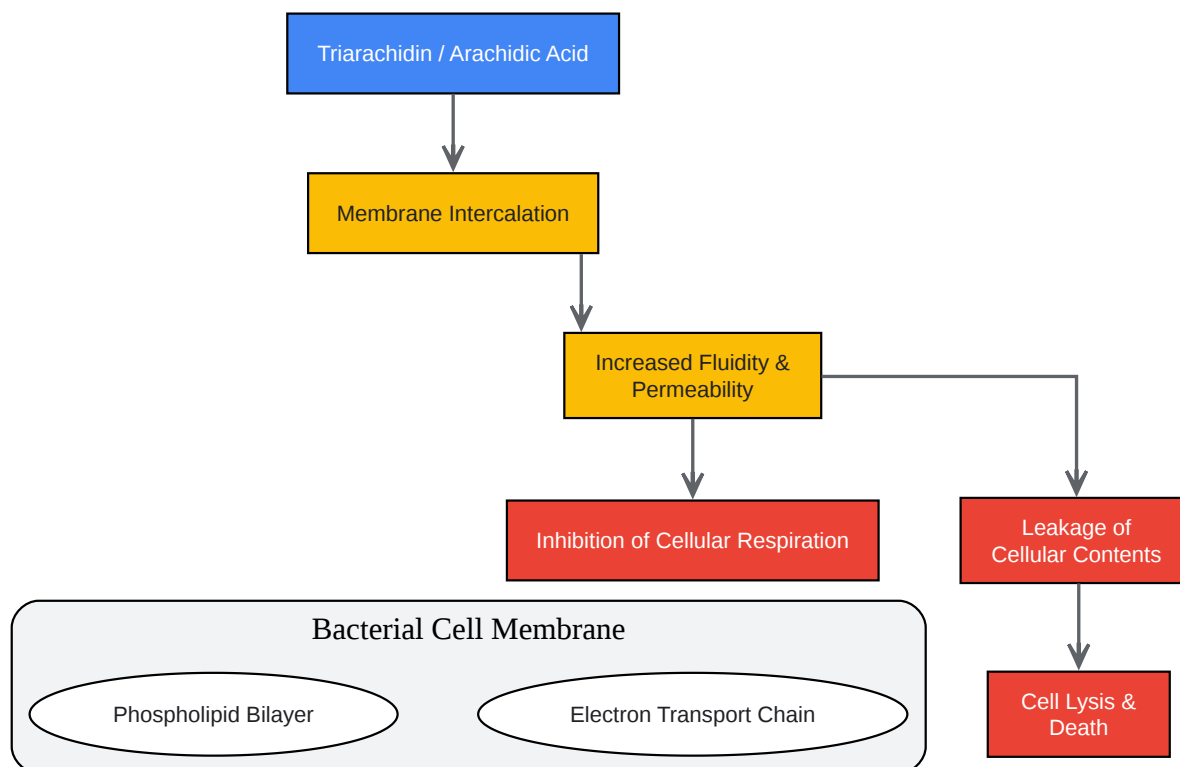 Triarachidin / Arachidic Acid
Membrane Intercalation
Increased Fluidity &
Permeability
Inhibition of Cellular Respiration
Leakage of
Cellular Contents
Bacterial Cell Membrane
Phospholipid Bilayer
Electron Transport Chain
Cell Lysis &
Death